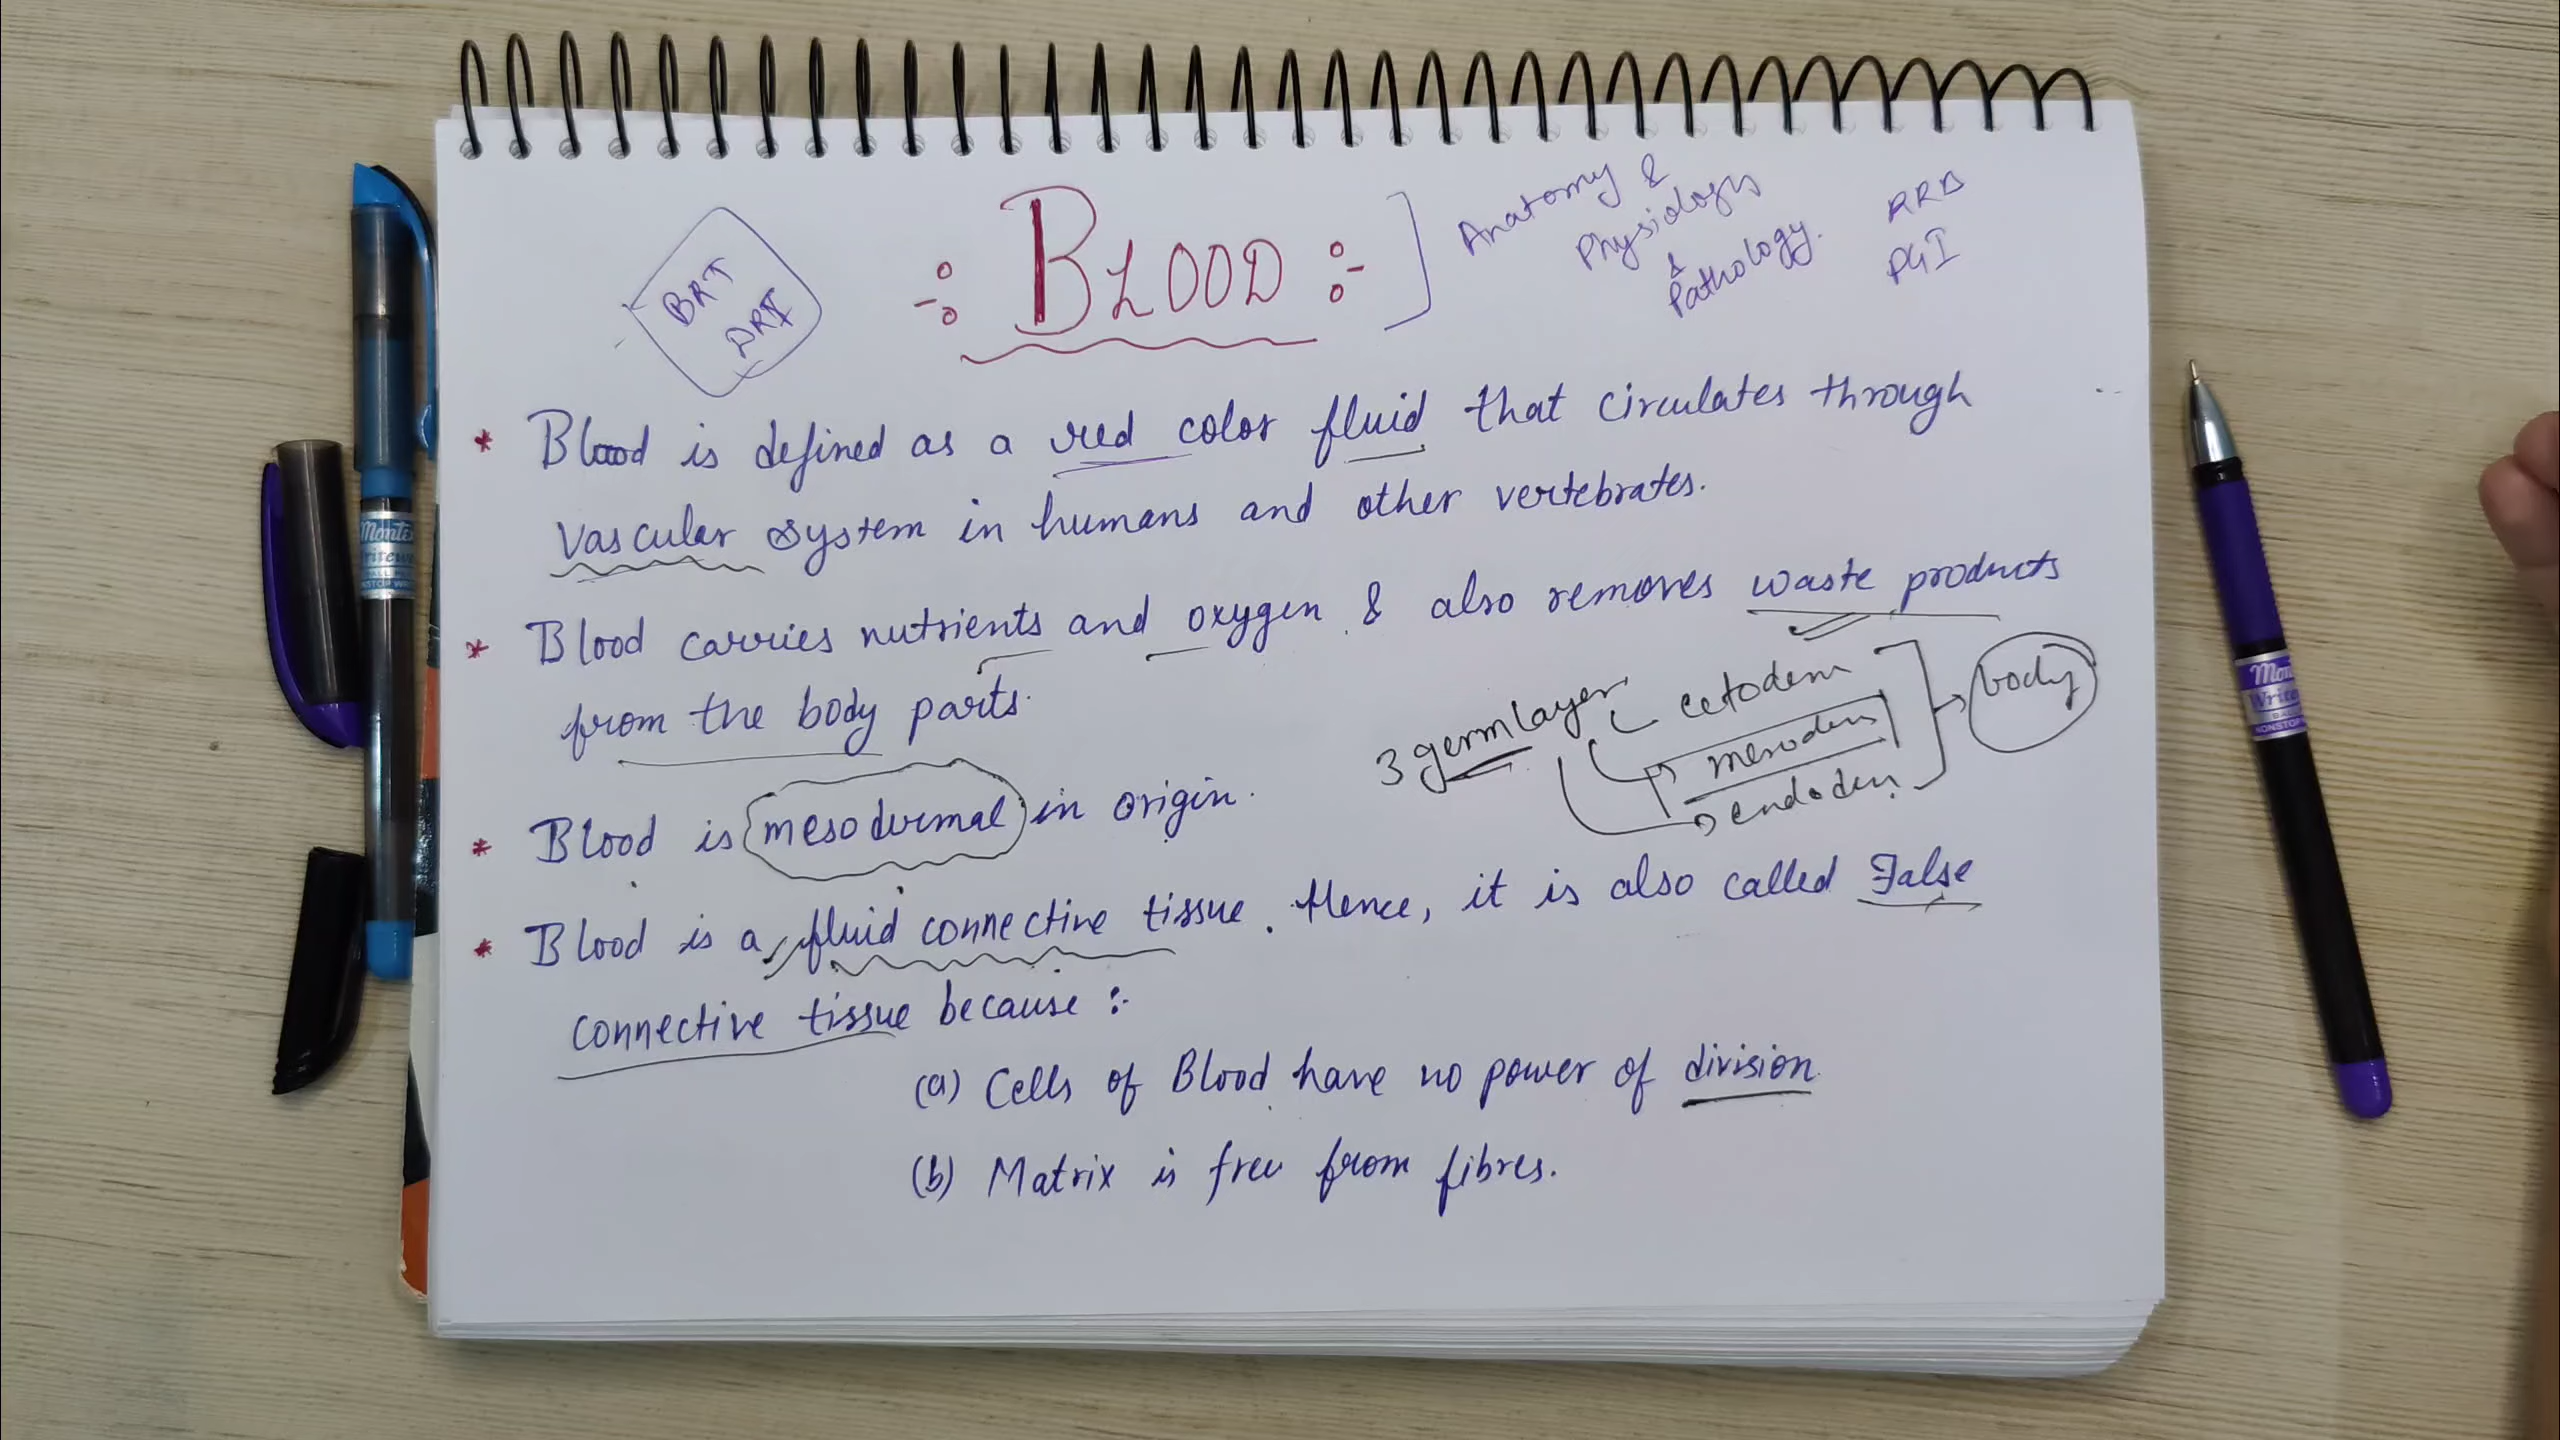 -: BLOOD :-
Anatomy &
Physiology
&
Pathology.
RRB
PGI
BRT
DRT
* Blood is defined as a red color fluid that circulates through
vascular system in humans and other vertebrates.
* Blood carries nutrients and oxygen & also removes waste products
from the body parts.
3 germ layer
ectoderm
mesoderm
endoderm
body
* Blood is mesodermal in origin.
* Blood is a fluid connective tissue. Hence, it is also called False
connective tissue because :-
(a) Cells of Blood have no power of division
(b) Matrix is free from fibres.